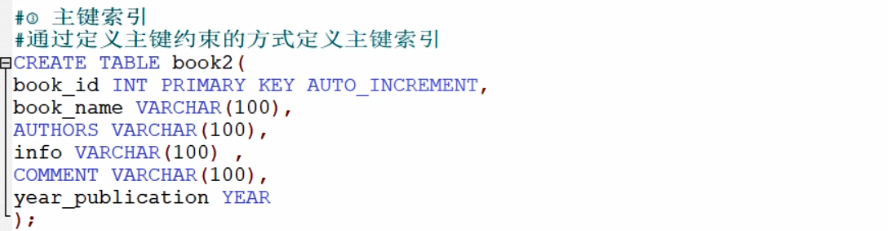 #③ 主键索引
#通过定义主键约束的方式定义主键索引
CREATE TABLE book2(
book_id INT PRIMARY KEY AUTO_INCREMENT,
book_name VARCHAR(100),
AUTHORS VARCHAR(100),
info VARCHAR(100) ,
COMMENT VARCHAR(100),
year_publication YEAR
);